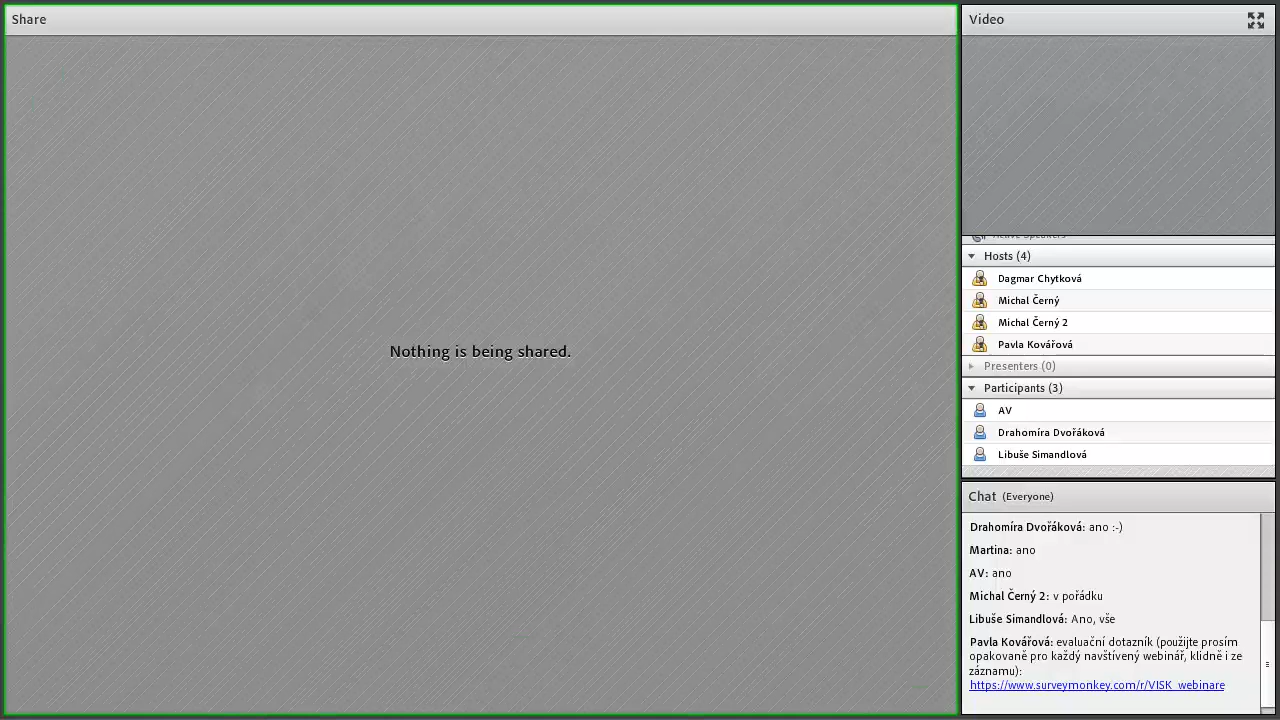 Share
Nothing is being shared.
Video
Active Speakers
Hosts (4)
Dagmar Chytková
Michal Černý
Michal Černý 2
Pavla Kovářová
Presenters (0)
Participants (3)
AV
Drahomíra Dvořáková
Libuše Simandlová
Chat (Everyone)
Drahomíra Dvořáková: ano :-)
Martina: ano
AV: ano
Michal Černý 2: v pořádku
Libuše Simandlová: Ano, vše
Pavla Kovářová: evaluační dotazník (použijte prosím
opakovaně pro každý navštívený webinář, klidně i ze
záznamu):
https://www.surveymonkey.com/r/VISK_webinare